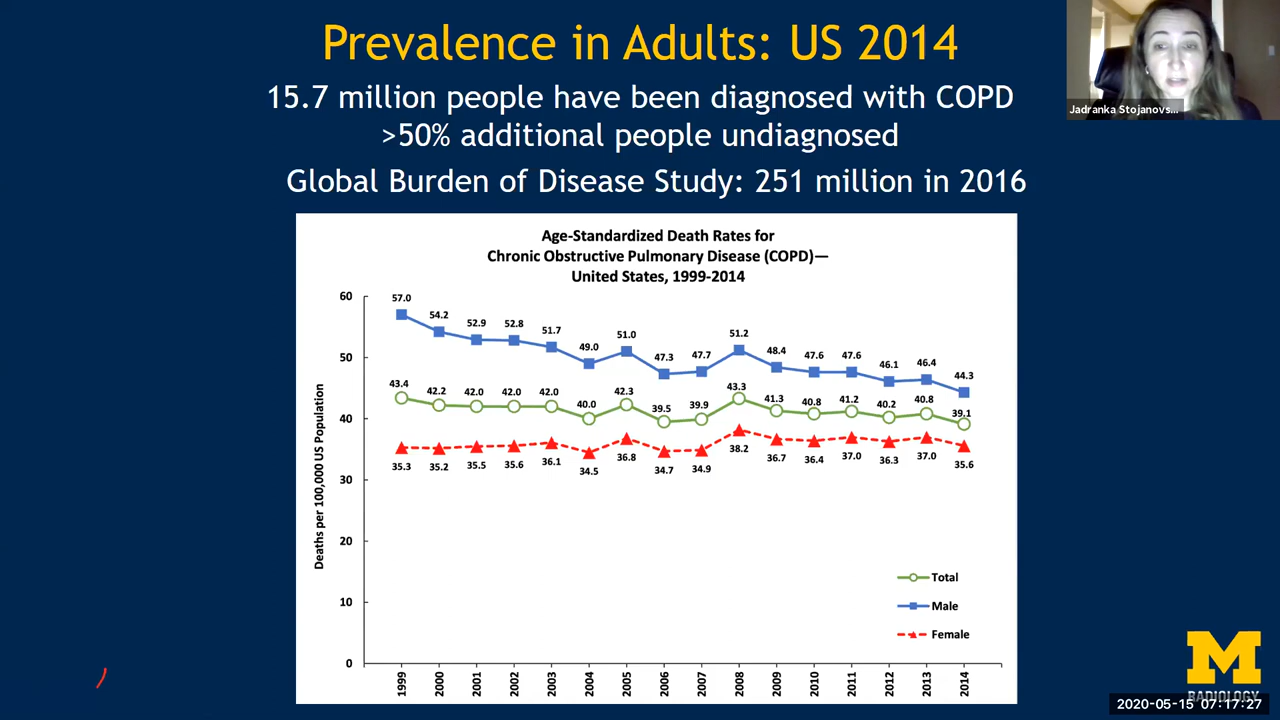 Prevalence in Adults: US 2014
15.7 million people have been diagnosed with COPD
>50% additional people undiagnosed
Global Burden of Disease Study: 251 million in 2016
Jadranka Stojanovs...
Age-Standardized Death Rates for
Chronic Obstructive Pulmonary Disease (COPD)—
United States, 1999-2014
Deaths per 100,000 US Population
60
50
40
30
20
10
0
57.0 54.2 52.9 52.8 51.7 49.0 51.0 47.3 47.7 51.2 48.4 47.6 47.6 46.1 46.4 44.3
43.4 42.2 42.0 42.0 42.0 40.0 42.3 39.5 39.9 43.3 41.3 40.8 41.2 40.2 40.8 39.1
35.3 35.2 35.5 35.6 36.1 34.5 36.8 34.7 34.9 38.2 36.7 36.4 37.0 36.3 37.0 35.6
Total
Male
Female
1999 2000 2001 2002 2003 2004 2005 2006 2007 2008 2009 2010 2011 2012 2013 2014
M
RADIOLOGY
2020-05-15 07:17:27